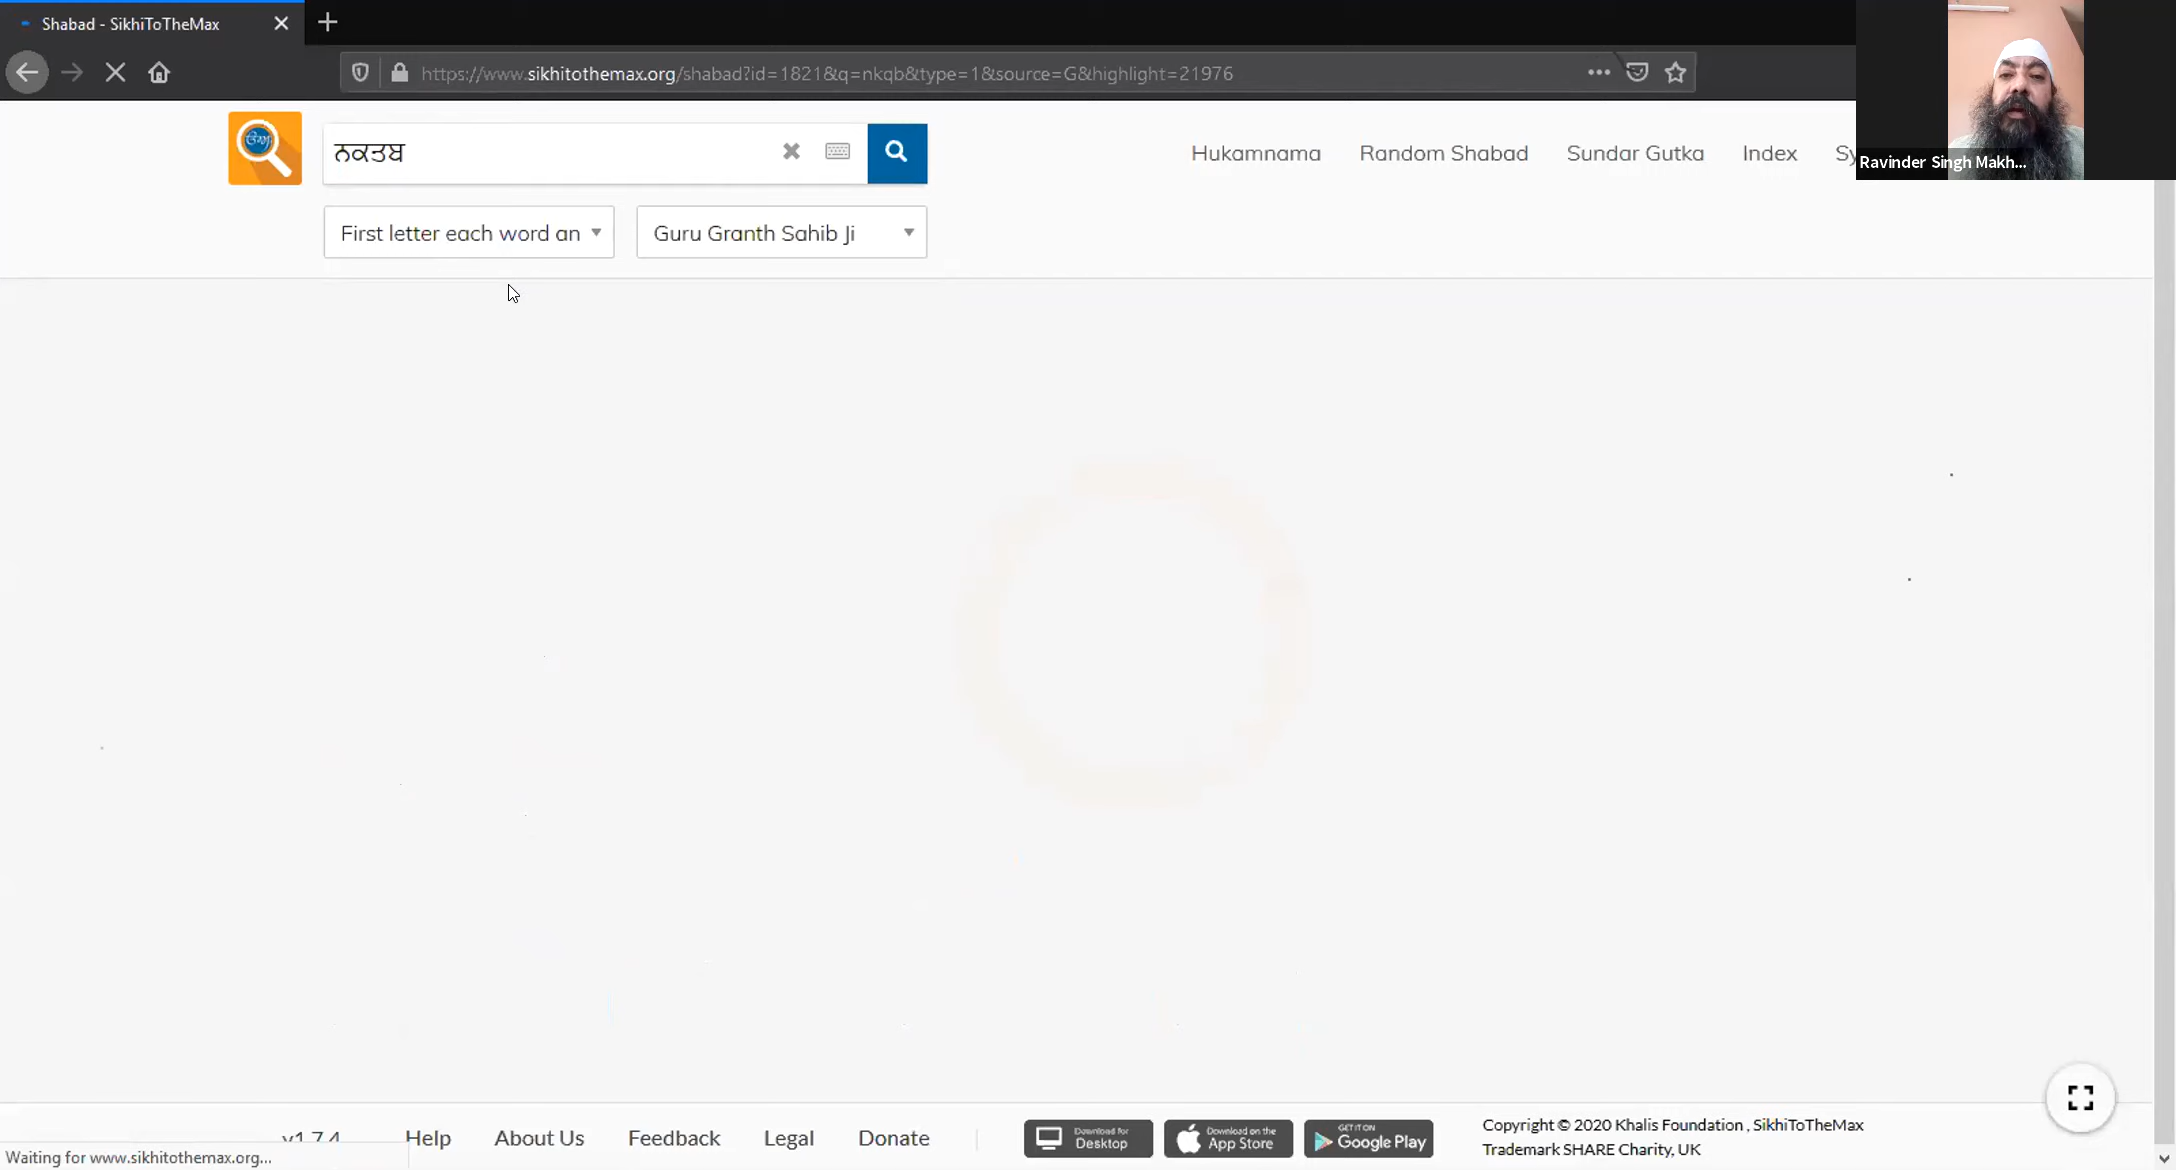 Shabad - SikhiToTheMax
https://www.sikhitothemax.org/shabad?id=1821&q=nkqb&type=1&source=G&highlight=21976
ਨਕਤਬ
Hukamnama Random Shabad Sundar Gutka Index Sy
Ravinder Singh Makh...
First letter each word an
Guru Granth Sahib Ji
v1.7.4 Help About Us Feedback Legal Donate
Download for Desktop
Download on the App Store
GET IT ON Google Play
Copyright © 2020 Khalis Foundation , SikhiToTheMax
Trademark SHARE Charity, UK
Waiting for www.sikhitothemax.org...